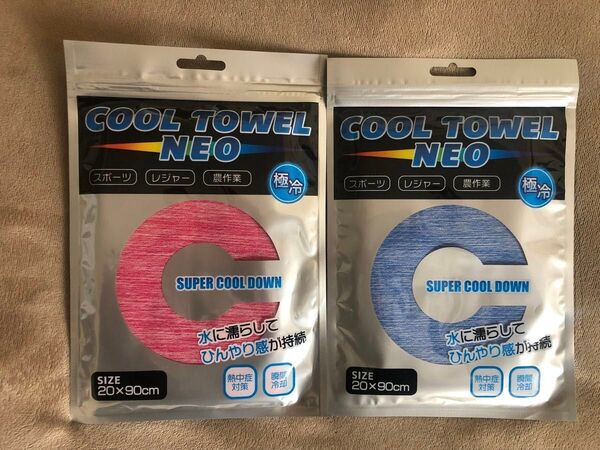 COOL TOWEL
NEO
スポーツ レジャー 農作業
極冷
SUPER COOL DOWN
水に濡らして
ひんやり感が持続
SIZE
20×90cm
熱中症
対策
瞬間
冷却
COOL TOWEL
NEO
スポーツ レジャー 農作業
極冷
SUPER COOL DOWN
水に濡らして
ひんやり感が持続
SIZE
20×90cm
熱中症
対策
瞬間
冷却